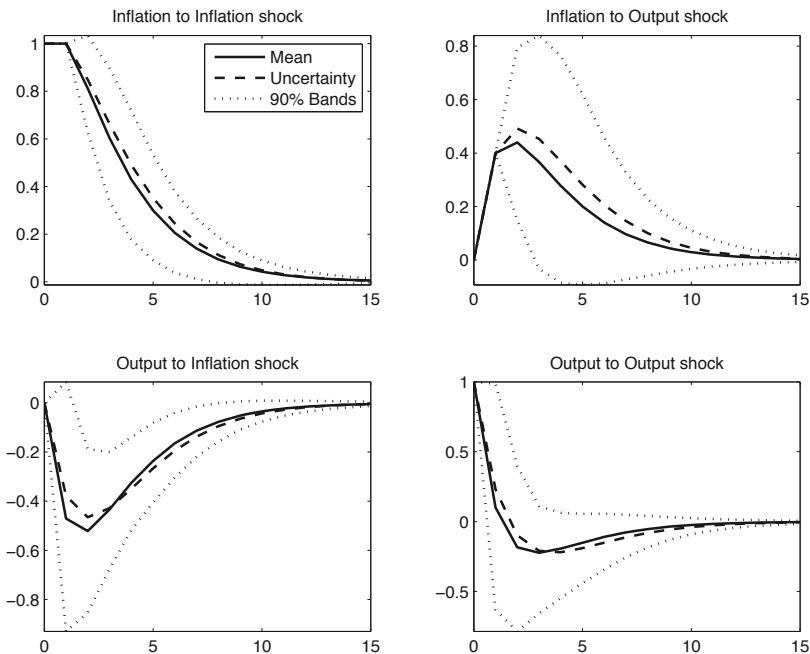 Inflation to Inflation shock
1
0.8
0.6
0.4
0.2
0
0 5 10 15
Mean
Uncertainty
90% Bands
Inflation to Output shock
0.8
0.6
0.4
0.2
0
0 5 10 15
Output to Inflation shock
0
−0.2
−0.4
−0.6
−0.8
0 5 10 15
Output to Output shock
1
0.5
0
−0.5
0 5 10 15